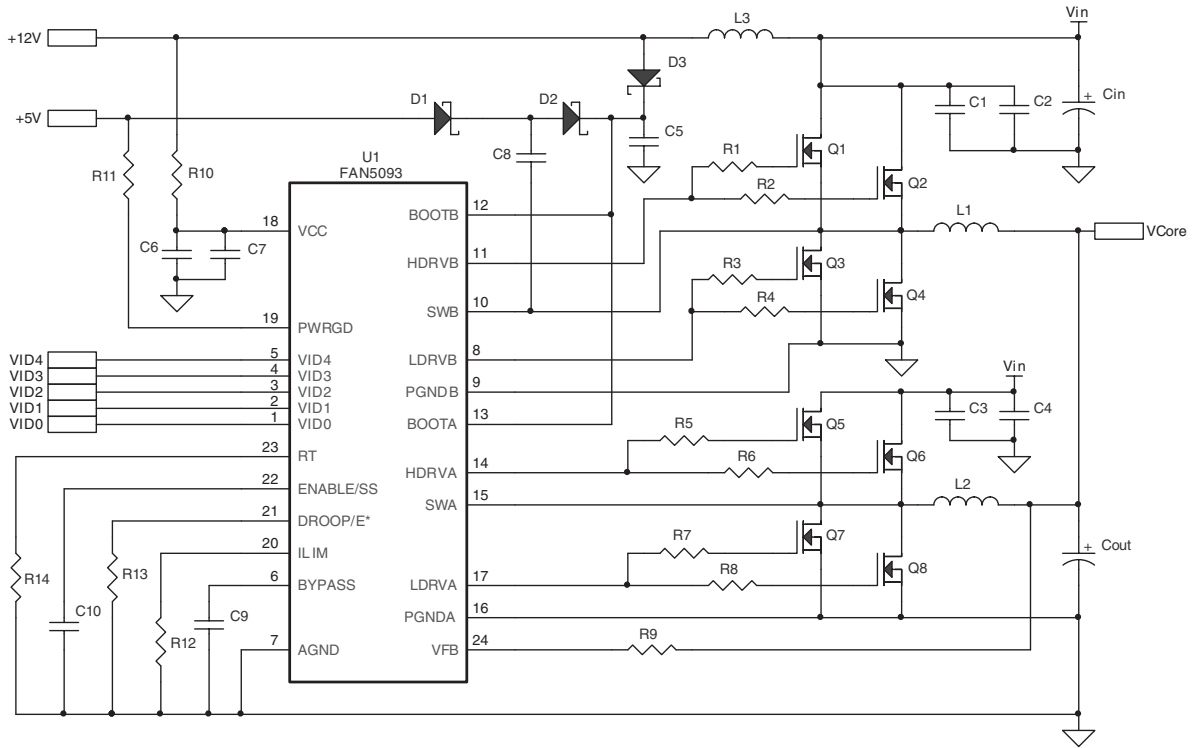 Vin
L3
+12V
D3
D1
D2
C1
C2
Cin
+5V
C5
R1
Q1
C8
U1
FAN5093
R11
R10
R2
Q2
12
BOOTB
L1
18
VCC
VCore
C6
C7
11
HDRVB
R3
Q3
R4
Q4
10
SWB
19
PWRGD
VID4
5
VID4
8
LDRVB
VID3
4
VID3
Vin
VID2
3
VID2
9
PGNDB
VID1
2
VID1
C3
C4
VID0
1
VID0
13
BOOTA
R5
Q5
23
RT
R6
Q6
14
HDRVA
22
ENABLE/SS
L2
15
SWA
21
DROOP/E*
20
ILIM
R7
Q7
Cout
R14
R13
6
BYPASS
17
LDRVA
R8
Q8
C10
C9
16
PGNDA
R12
7
AGND
24
VFB
R9